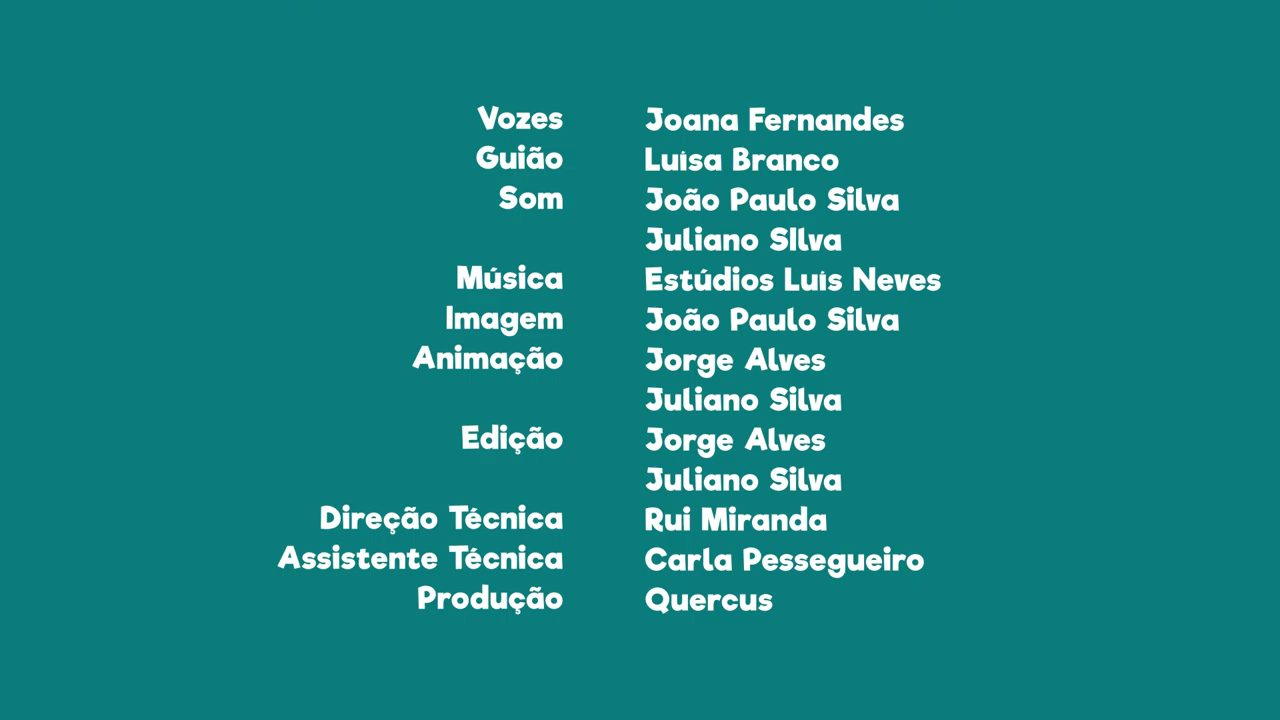 Vozes Joana Fernandes
Guião Luísa Branco
Som João Paulo Silva
Juliano SIlva
Música Estúdios Luís Neves
Imagem João Paulo Silva
Animação Jorge Alves
Juliano Silva
Edição Jorge Alves
Juliano Silva
Direção Técnica Rui Miranda
Assistente Técnica Carla Pessegueiro
Produção Quercus